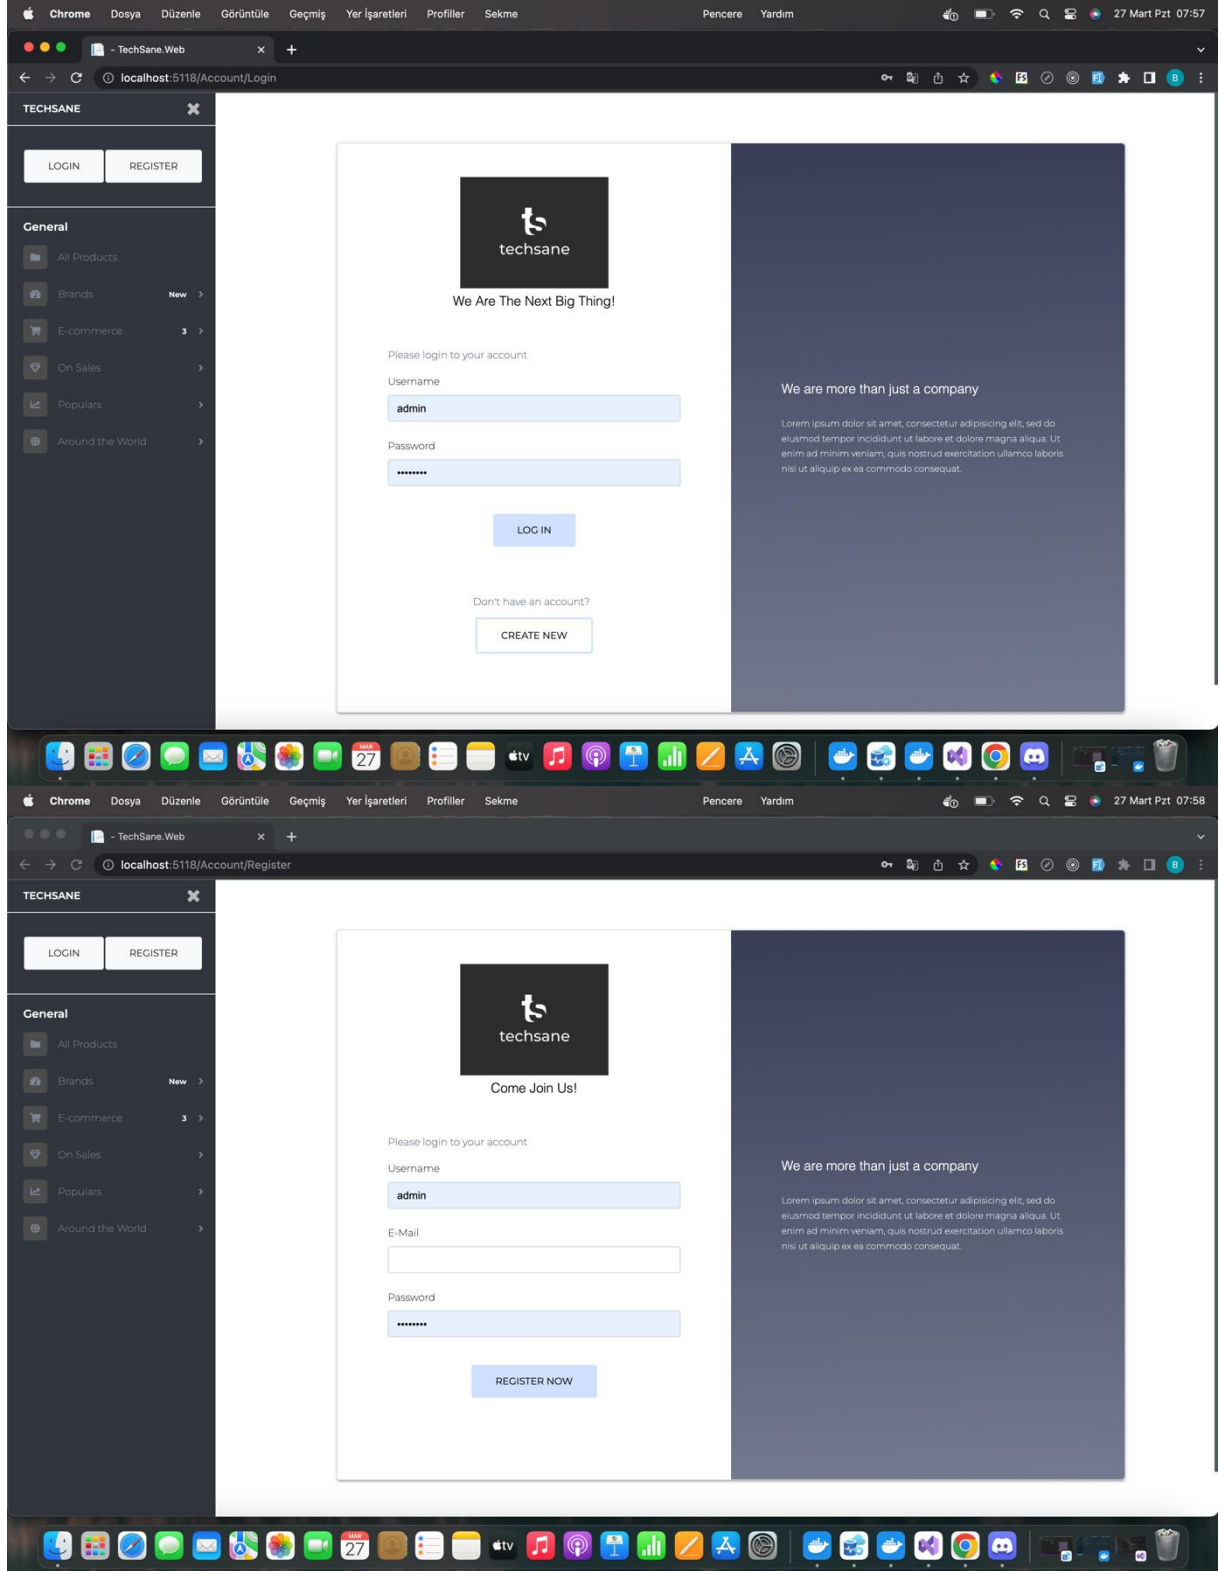 Chrome Dosya Düzenle Görüntüle Geçmiş Yer İşaretleri Profiller Sekme Pencere Yardım 27 Mart Pzt 07:57
- TechSane.Web
localhost:5118/Account/Login
TECHSANE
LOGIN REGISTER
General
All Products
Brands New
E-commerce 3
On Sales
Populars
Around the World
ts
techsane
We Are The Next Big Thing!
Please login to your account
Username
admin
Password
••••••••
LOG IN
Don't have an account?
CREATE NEW
We are more than just a company
Lorem ipsum dolor sit amet, consectetur adipisicing elit, sed do
eiusmod tempor incididunt ut labore et dolore magna aliqua. Ut
enim ad minim veniam, quis nostrud exercitation ullamco laboris
nisi ut aliquip ex ea commodo consequat.
MAR
27
tv
Chrome Dosya Düzenle Görüntüle Geçmiş Yer İşaretleri Profiller Sekme Pencere Yardım 27 Mart Pzt 07:58
- TechSane.Web
localhost:5118/Account/Register
TECHSANE
LOGIN REGISTER
General
All Products
Brands New
E-commerce 3
On Sales
Populars
Around the World
ts
techsane
Come Join Us!
Please login to your account
Username
admin
E-Mail
Password
••••••••
REGISTER NOW
We are more than just a company
Lorem ipsum dolor sit amet, consectetur adipisicing elit, sed do
eiusmod tempor incididunt ut labore et dolore magna aliqua. Ut
enim ad minim veniam, quis nostrud exercitation ullamco laboris
nisi ut aliquip ex ea commodo consequat.
MAR
27
tv